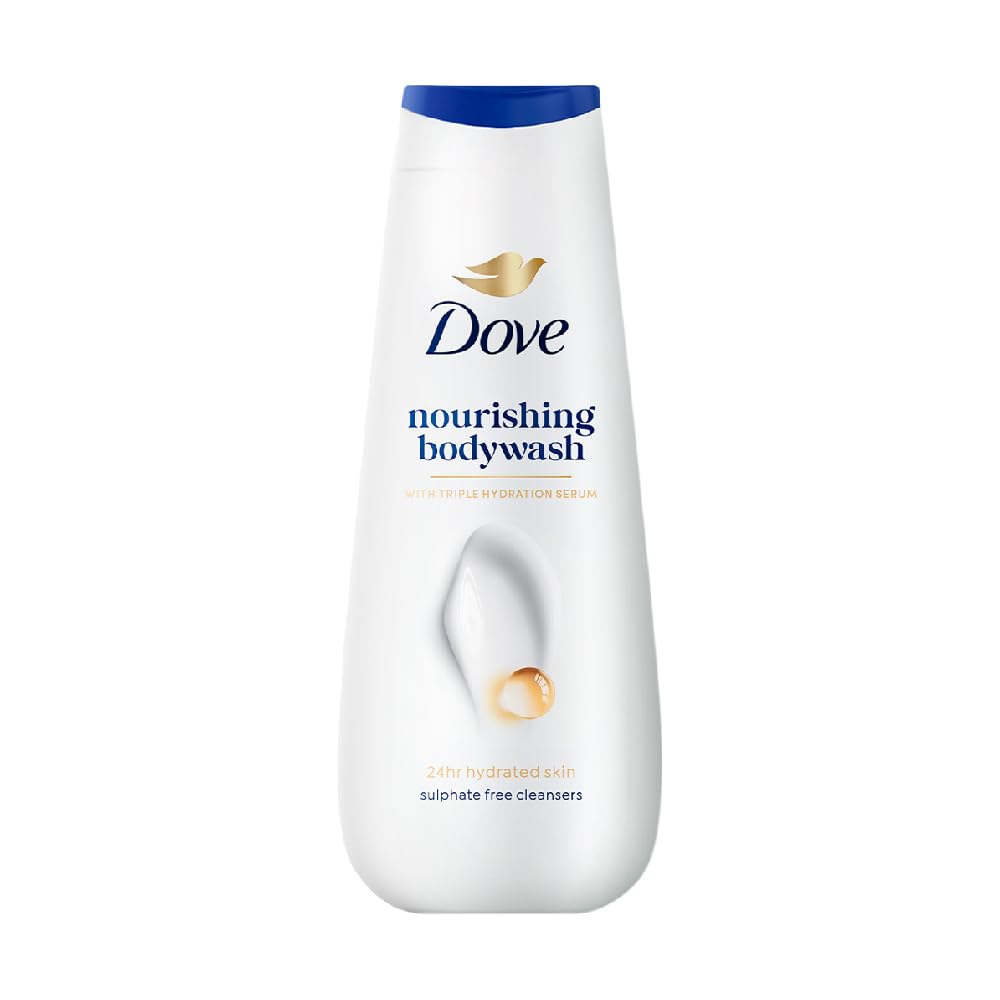 Dove
nourishing
bodywash
WITH TRIPLE HYDRATION SERUM
24hr hydrated skin
sulphate free cleansers